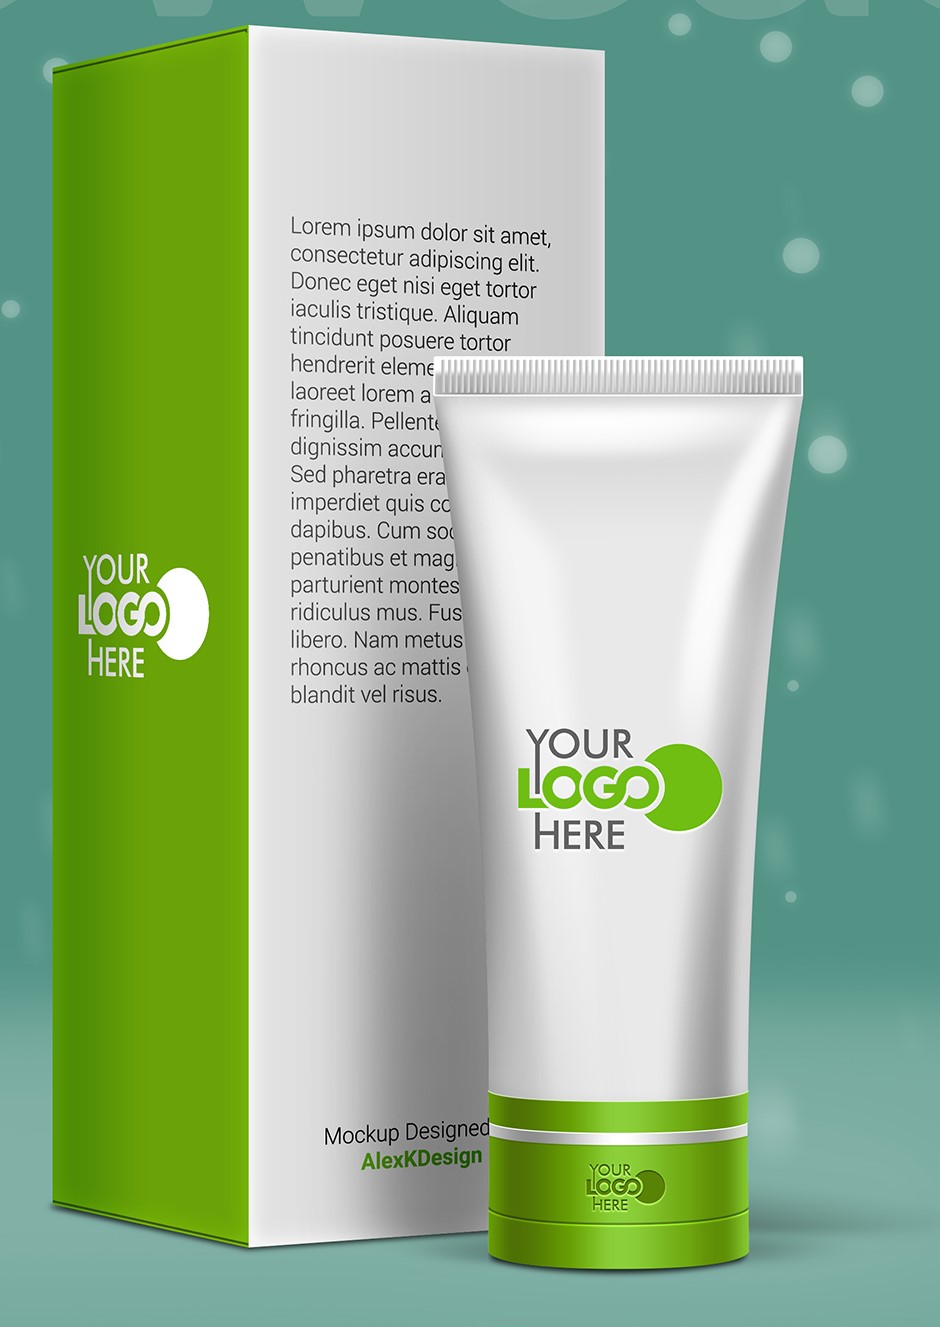 YOUR
LOGO
HERE
Lorem ipsum dolor sit amet,
consectetur adipiscing elit.
Donec eget nisi eget tortor
iaculis tristique. Aliquam
tincidunt posuere tortor
hendrerit eleme
laoreet lorem a
fringilla. Pellente
dignissim accum
Sed pharetra era
imperdiet quis co
dapibus. Cum soc
penatibus et mag
parturient montes
ridiculus mus. Fus
libero. Nam metus
rhoncus ac mattis
blandit vel risus.
Mockup Designed
AlexKDesign
YOUR
LOGO
HERE
YOUR
LOGO
HERE